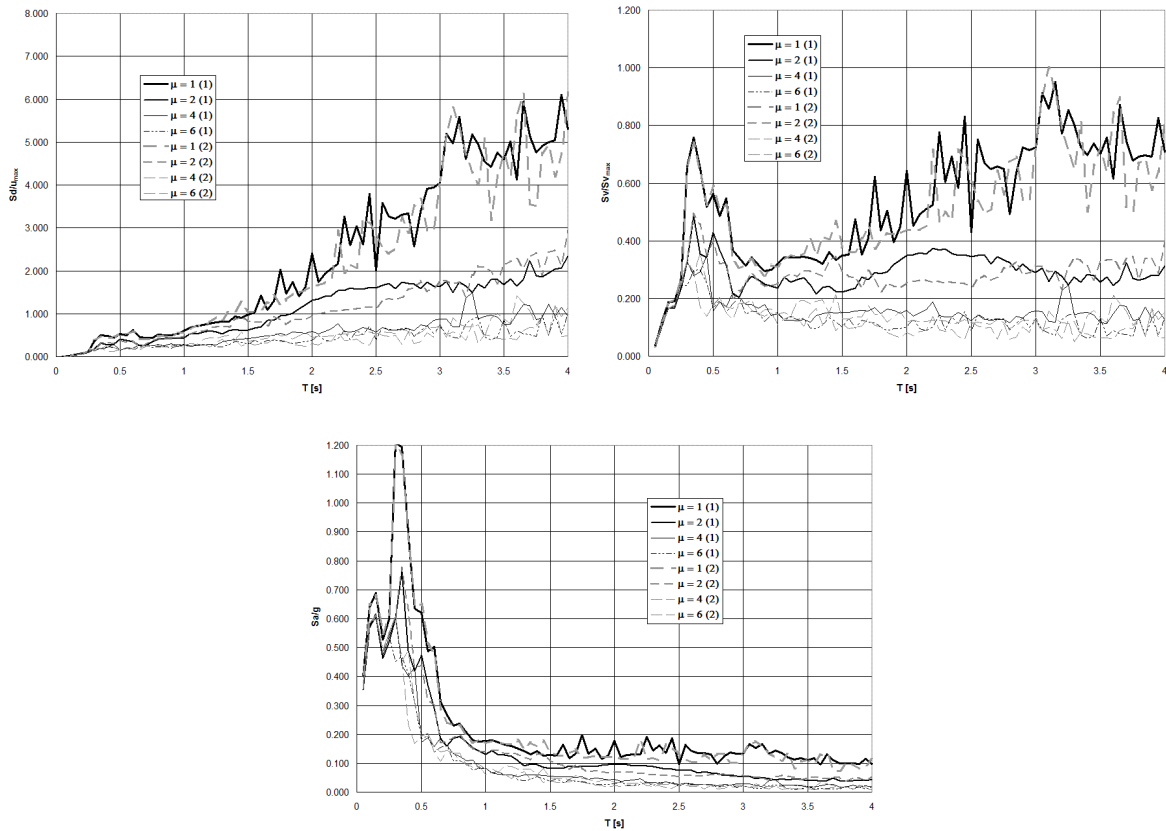 8.000
7.000
6.000
5.000
4.000
3.000
2.000
1.000
0.000
Sd/u_max
0
0.5
1
1.5
2
2.5
3
3.5
4
T [s]
μ = 1 (1)
μ = 2 (1)
μ = 4 (1)
μ = 6 (1)
μ = 1 (2)
μ = 2 (2)
μ = 4 (2)
μ = 6 (2)
1.200
1.000
0.800
0.600
0.400
0.200
0.000
Sv/Sv_max
0
0.5
1
1.5
2
2.5
3
3.5
4
T [s]
μ = 1 (1)
μ = 2 (1)
μ = 4 (1)
μ = 6 (1)
μ = 1 (2)
μ = 2 (2)
μ = 4 (2)
μ = 6 (2)
1.200
1.100
1.000
0.900
0.800
0.700
0.600
0.500
0.400
0.300
0.200
0.100
0.000
Sa/g
0
0.5
1
1.5
2
2.5
3
3.5
4
T [s]
μ = 1 (1)
μ = 2 (1)
μ = 4 (1)
μ = 6 (1)
μ = 1 (2)
μ = 2 (2)
μ = 4 (2)
μ = 6 (2)